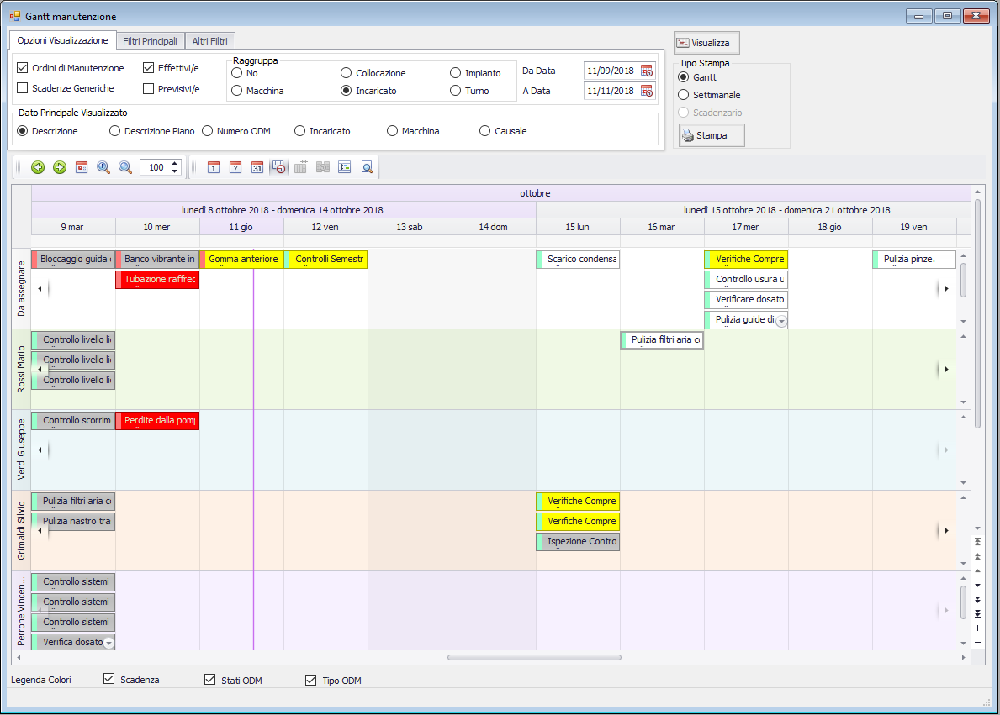 Gantt manutenzione
Opzioni Visualizzazione
Filtri Principali
Altri Filtri
Visualizza
Ordini di Manutenzione
Effettivi/e
Scadenze Generiche
Previsivi/e
Raggruppa
No
Collocazione
Impianto
Macchina
Incaricato
Turno
Da Data
11/09/2018
A Data
11/11/2018
Tipo Stampa
Gantt
Settimanale
Scadenzario
Stampa
Dato Principale Visualizzato
Descrizione
Descrizione Piano
Numero ODM
Incaricato
Macchina
Causale
100
1
7
31
ottobre
lunedì 8 ottobre 2018 - domenica 14 ottobre 2018
lunedì 15 ottobre 2018 - domenica 21 ottobre 2018
9 mar
10 mer
11 gio
12 ven
13 sab
14 dom
15 lun
16 mar
17 mer
18 gio
19 ven
Da assegnare
Bloccaggio guida
Banco vibrante in
Gomma anteriore
Controlli Semestr
Scarico condensa
Verifiche Compre
Pulizia pinze.
Tubazione raffred
Controllo usura u
Verificare dosato
Pulizia guide di
Rossi Mario
Controllo livello li
Pulizia filtri aria co
Controllo livello li
Controllo livello li
Verdi Giuseppe
Controllo scorrim
Perdite dalla pomp
Grimaldi Silvio
Pulizia filtri aria co
Verifiche Compre
Pulizia nastro tra
Verifiche Compre
Ispezione Contro
Perrone Vincen...
Controllo sistemi
Controllo sistemi
Controllo sistemi
Verifica dosato
Legenda Colori
Scadenza
Stati ODM
Tipo ODM